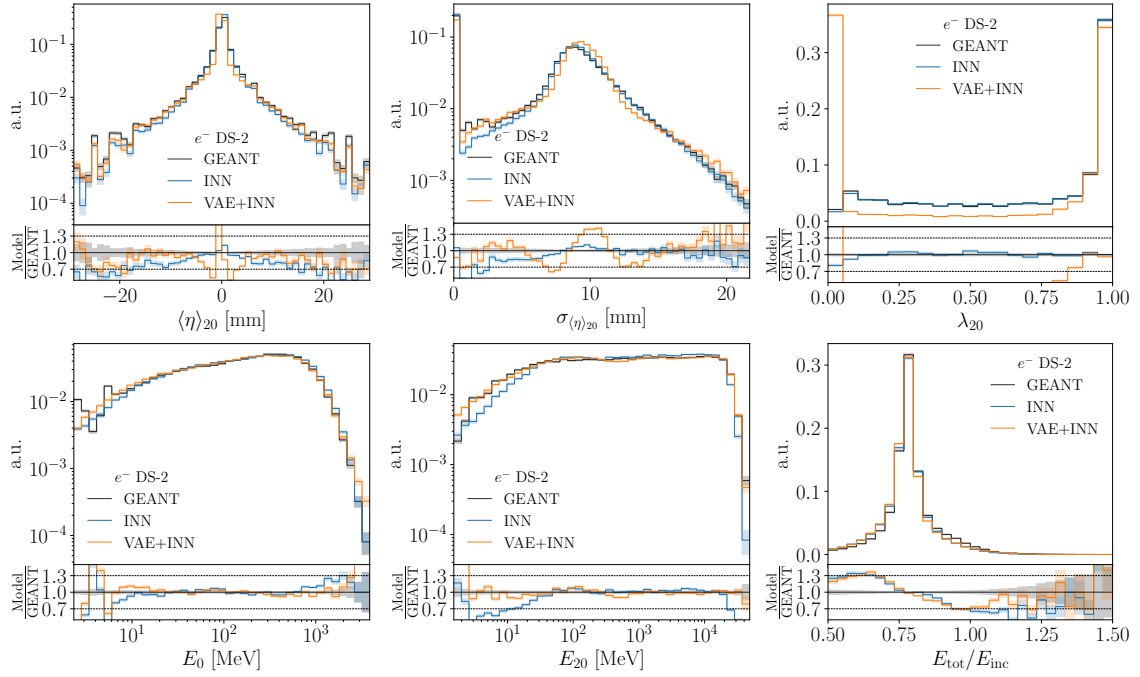 10⁻¹
10⁻²
10⁻³
10⁻⁴
a.u.
e⁻ DS-2
GEANT
INN
VAE+INN
Model
GEANT
1.3
1.0
0.7
−20
0
20
⟨η⟩₂₀ [mm]
10⁻¹
10⁻²
10⁻³
a.u.
e⁻ DS-2
GEANT
INN
VAE+INN
Model
GEANT
1.3
1.0
0.7
0
5
10
15
20
σ⟨η⟩₂₀ [mm]
0.3
0.2
0.1
0.0
a.u.
e⁻ DS-2
GEANT
INN
VAE+INN
Model
GEANT
1.3
1.0
0.7
0.00
0.25
0.50
0.75
1.00
λ₂₀
10⁻²
10⁻³
10⁻⁴
a.u.
e⁻ DS-2
GEANT
INN
VAE+INN
Model
GEANT
1.3
1.0
0.7
10¹
10²
10³
E₀ [MeV]
10⁻²
10⁻³
10⁻⁴
a.u.
e⁻ DS-2
GEANT
INN
VAE+INN
Model
GEANT
1.3
1.0
0.7
10¹
10²
10³
10⁴
E₂₀ [MeV]
0.3
0.2
0.1
0.0
a.u.
e⁻ DS-2
GEANT
INN
VAE+INN
Model
GEANT
1.3
1.0
0.7
0.50
0.75
1.00
1.25
1.50
E_tot/E_inc